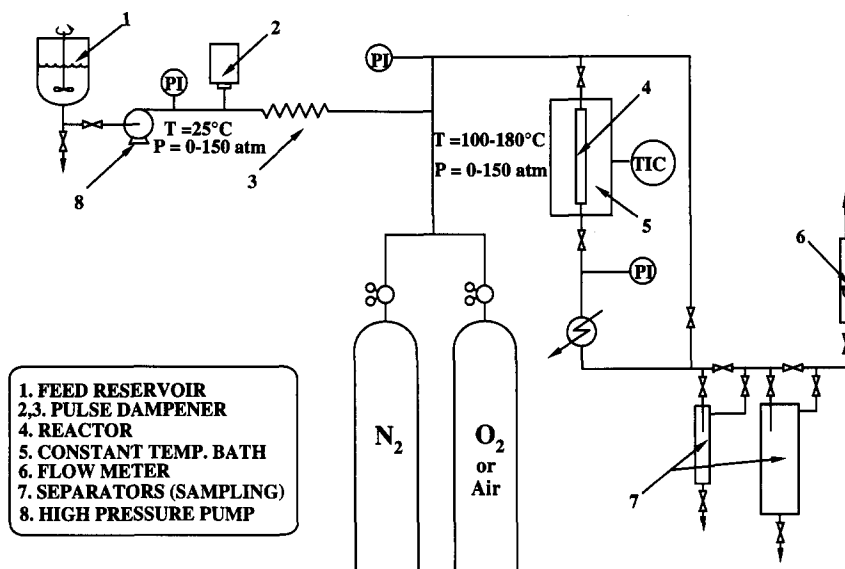 1
2
PI
PI
T =25°C
P = 0-150 atm
3
8
T =100-180°C
P = 0-150 atm
4
TIC
5
PI
6
N2
O2
or
Air
7
1. FEED RESERVOIR
2,3. PULSE DAMPENER
4. REACTOR
5. CONSTANT TEMP. BATH
6. FLOW METER
7. SEPARATORS (SAMPLING)
8. HIGH PRESSURE PUMP